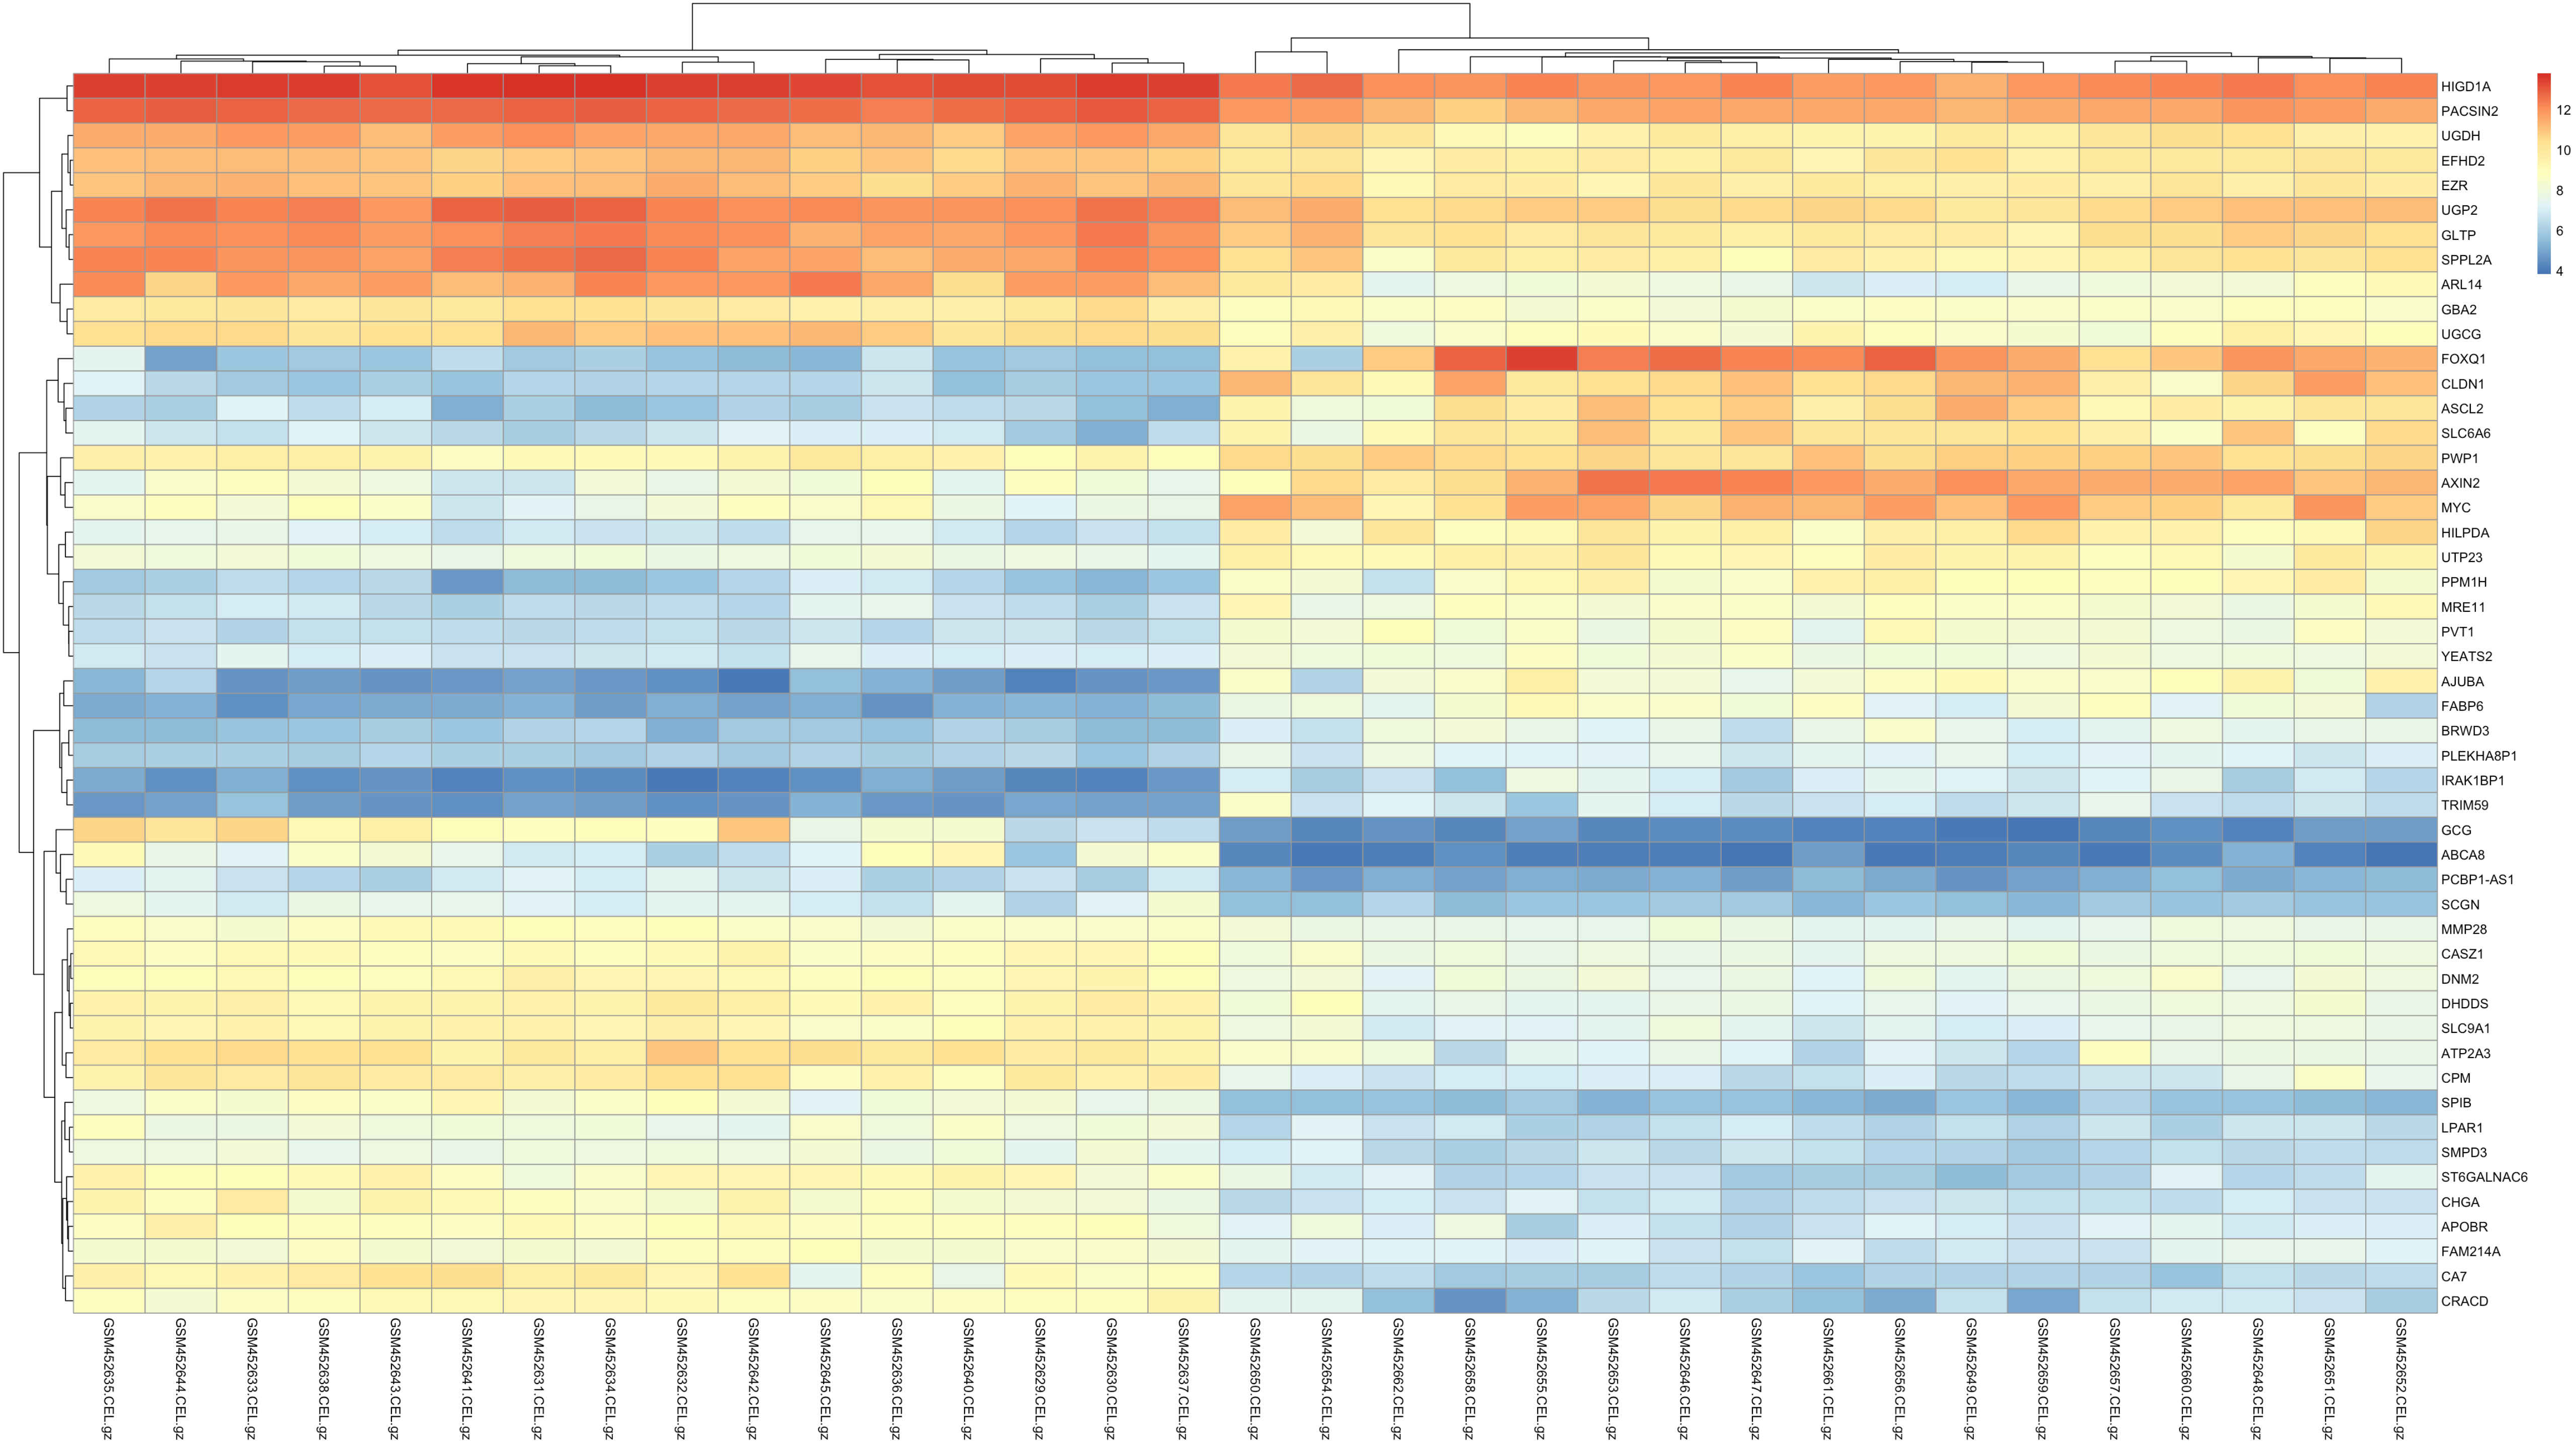 HIGD1A
PACSIN2
UGDH
EFHD2
EZR
UGP2
GLTP
SPPL2A
ARL14
GBA2
UGCG
FOXQ1
CLDN1
ASCL2
SLC6A6
PWP1
AXIN2
MYC
HILPDA
UTP23
PPM1H
MRE11
PVT1
YEATS2
AJUBA
FABP6
BRWD3
PLEKHA8P1
IRAK1BP1
TRIM59
GCG
ABCA8
PCBP1-AS1
SCGN
MMP28
CASZ1
DNM2
DHDDS
SLC9A1
ATP2A3
CPM
SPIB
LPAR1
SMPD3
ST6GALNAC6
CHGA
APOBR
FAM214A
CA7
CRACD
12
10
8
6
4
GSM452635.CEL.gz
GSM452644.CEL.gz
GSM452633.CEL.gz
GSM452638.CEL.gz
GSM452643.CEL.gz
GSM452641.CEL.gz
GSM452631.CEL.gz
GSM452634.CEL.gz
GSM452632.CEL.gz
GSM452642.CEL.gz
GSM452645.CEL.gz
GSM452636.CEL.gz
GSM452640.CEL.gz
GSM452629.CEL.gz
GSM452630.CEL.gz
GSM452637.CEL.gz
GSM452650.CEL.gz
GSM452654.CEL.gz
GSM452662.CEL.gz
GSM452658.CEL.gz
GSM452655.CEL.gz
GSM452653.CEL.gz
GSM452646.CEL.gz
GSM452647.CEL.gz
GSM452661.CEL.gz
GSM452656.CEL.gz
GSM452649.CEL.gz
GSM452659.CEL.gz
GSM452657.CEL.gz
GSM452660.CEL.gz
GSM452648.CEL.gz
GSM452651.CEL.gz
GSM452652.CEL.gz